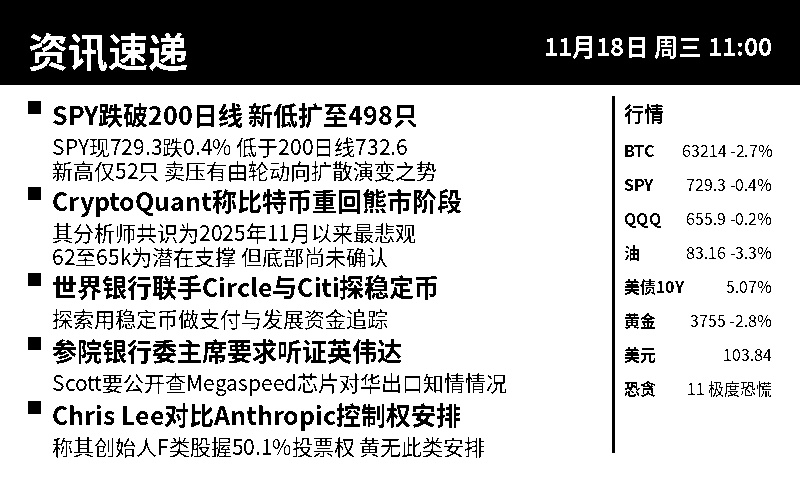 资讯速递
11月18日 周三 11:00
SPY跌破200日线 新低扩至498只
SPY现729.3跌0.4% 低于200日线732.6
新高仅52只 卖压有由轮动向扩散演变之势
CryptoQuant称比特币重回熊市阶段
其分析师共识为2025年11月以来最悲观
62至65k为潜在支撑 但底部尚未确认
世界银行联手Circle与Citi探稳定币
探索用稳定币做支付与发展资金追踪
参院银行委主席要求听证英伟达
Scott要公开查Megaspeed芯片对华出口知情情况
Chris Lee对比Anthropic控制权安排
称其创始人F类股握50.1%投票权 黄无此类安排
行情
BTC 63214 -2.7%
SPY 729.3 -0.4%
QQQ 655.9 -0.2%
油 83.16 -3.3%
美债10Y 5.07%
黄金 3755 -2.8%
美元 103.84
恐贪 11 极度恐慌